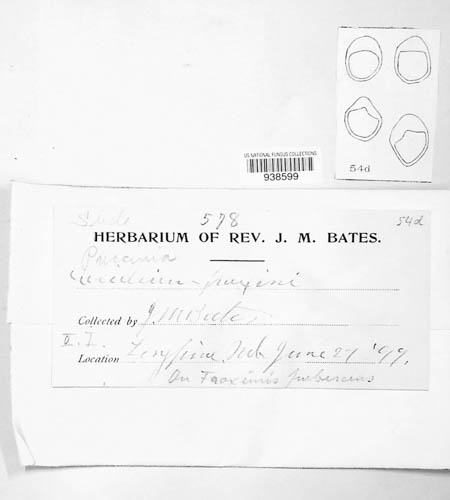 US NATIONAL FUNGUS COLLECTIONS
938599
54d
578
54d
HERBARIUM OF REV. J. M. BATES.
Puccinia
Aecidium fraxini
Collected by J. M. Bates
Location Neb June 27 '99.
On Fraxinus pubescens